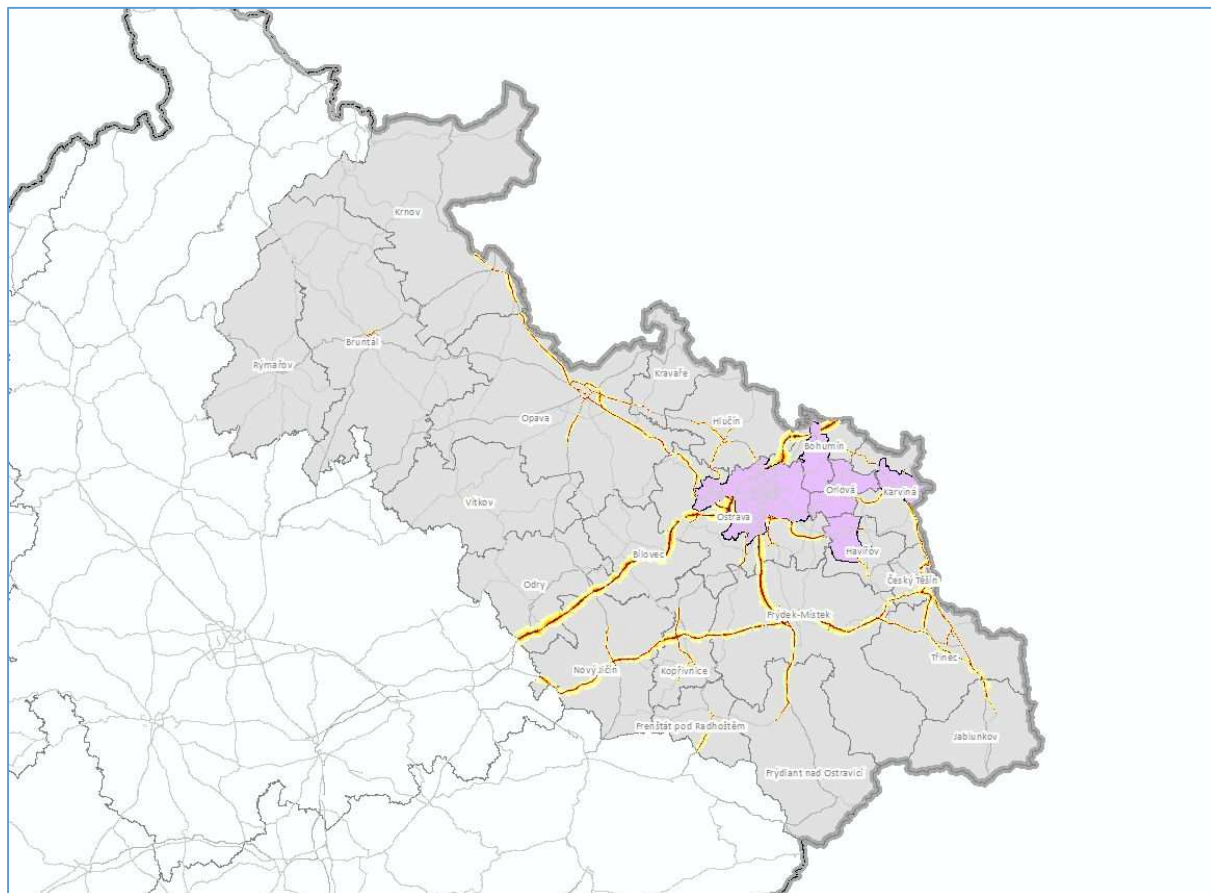 Krnov
Bruntál
Rýmařov
Kravaře
Opava
Hlučín
Bohumín
Orlová
Karviná
Vítkov
Ostrava
Bílovec
Havířov
Odry
Český Těšín
Frýdek-Místek
Třinec
Nový Jičín
Kopřivnice
Frenštát pod Radhoštěm
Jablunkov
Frýdlant nad Ostravicí